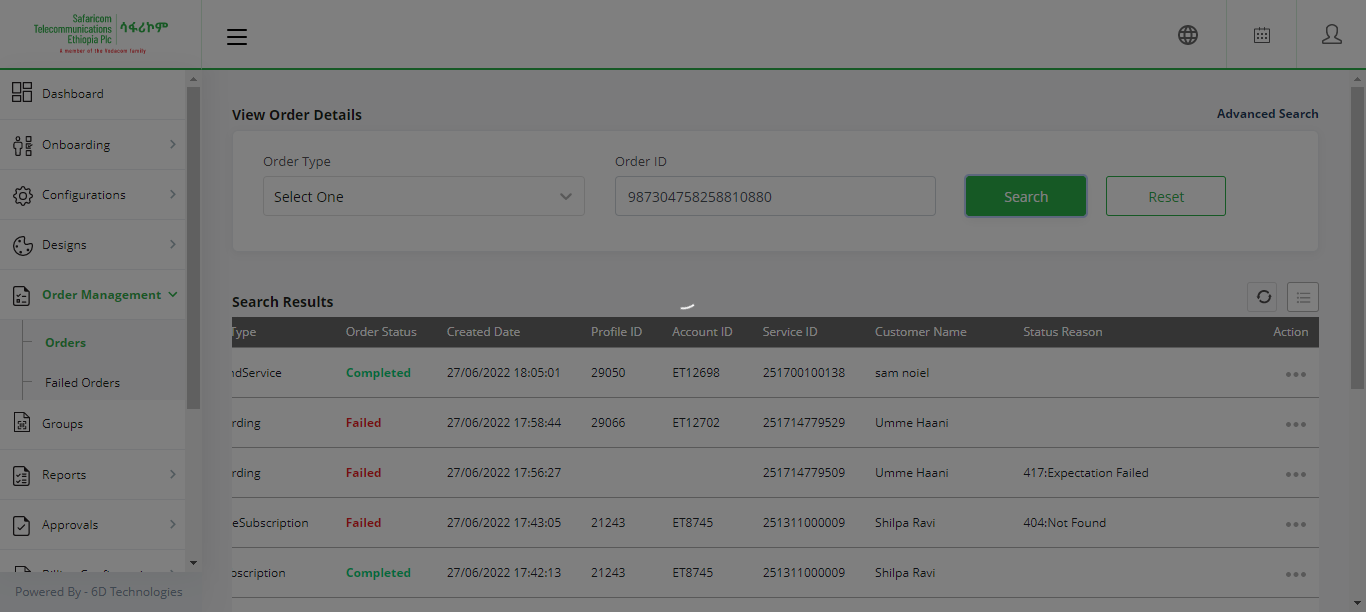 Safaricom
Telecommunications
Ethiopia Plc
ሳፋሪኮም
A member of the Vodacom family
Dashboard
Onboarding
Configurations
Designs
Order Management
Orders
Failed Orders
Groups
Reports
Approvals
Powered By - 6D Technologies
View Order Details
Advanced Search
Order Type
Order ID
Select One
987304758258810880
Search
Reset
Search Results
Type Order Status Created Date Profile ID Account ID Service ID Customer Name Status Reason Action
ndService Completed 27/06/2022 18:05:01 29050 ET12698 251700100138 sam noiel
rding Failed 27/06/2022 17:58:44 29066 ET12702 251714779529 Umme Haani
rding Failed 27/06/2022 17:56:27 251714779509 Umme Haani 417:Expectation Failed
eSubscription Failed 27/06/2022 17:43:05 21243 ET8745 251311000009 Shilpa Ravi 404:Not Found
oscription Completed 27/06/2022 17:42:13 21243 ET8745 251311000009 Shilpa Ravi